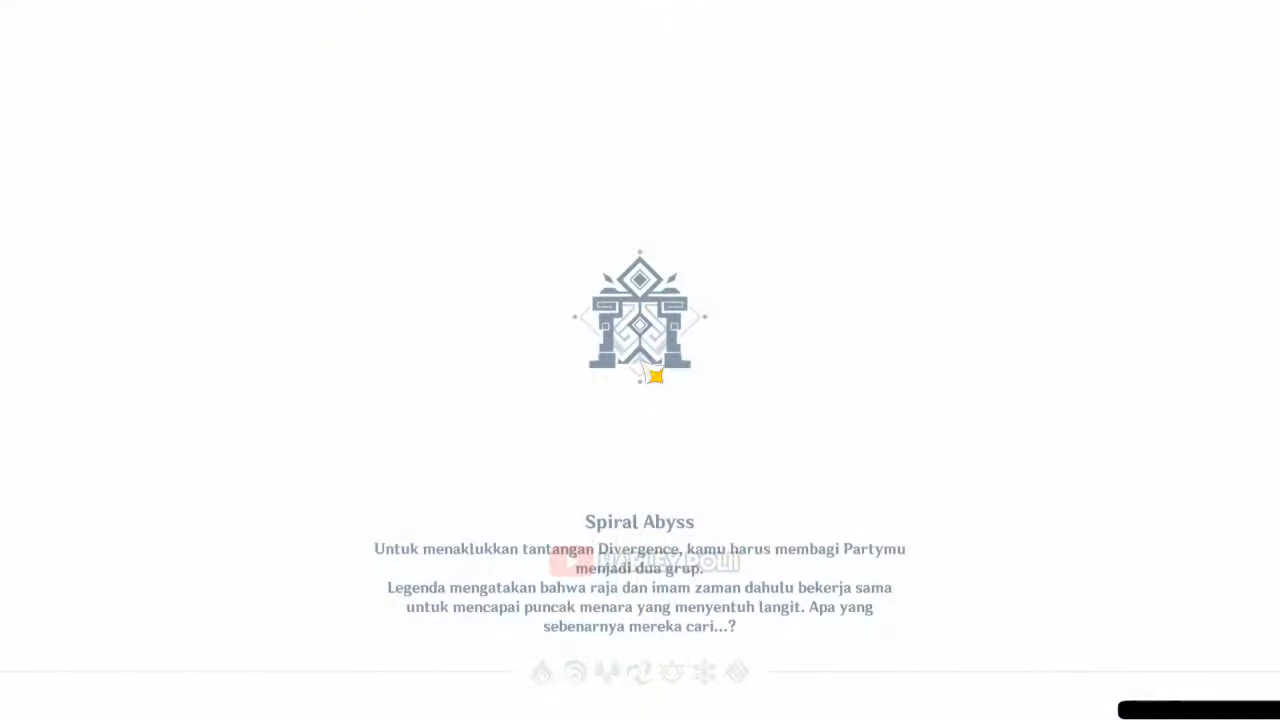 Spiral Abyss
Untuk menaklukkan tantangan Divergence, kamu harus membagi Partymu
menjadi dua grup.
Legenda mengatakan bahwa raja dan imam zaman dahulu bekerja sama
untuk mencapai puncak menara yang menyentuh langit. Apa yang
sebenarnya mereka cari...?